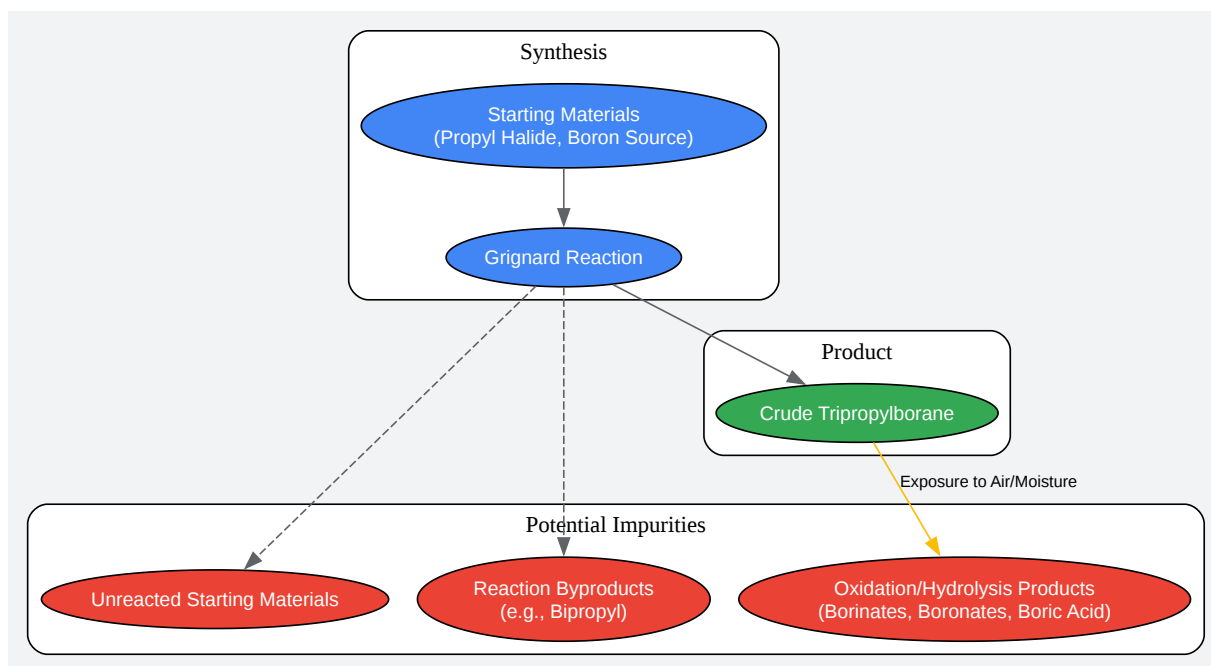 Synthesis
Starting Materials
(Propyl Halide, Boron Source)
Grignard Reaction
Product
Crude Tripropylborane
Exposure to Air/Moisture
Potential Impurities
Unreacted Starting Materials
Reaction Byproducts
(e.g., Bipropyl)
Oxidation/Hydrolysis Products
(Borinates, Boronates, Boric Acid)